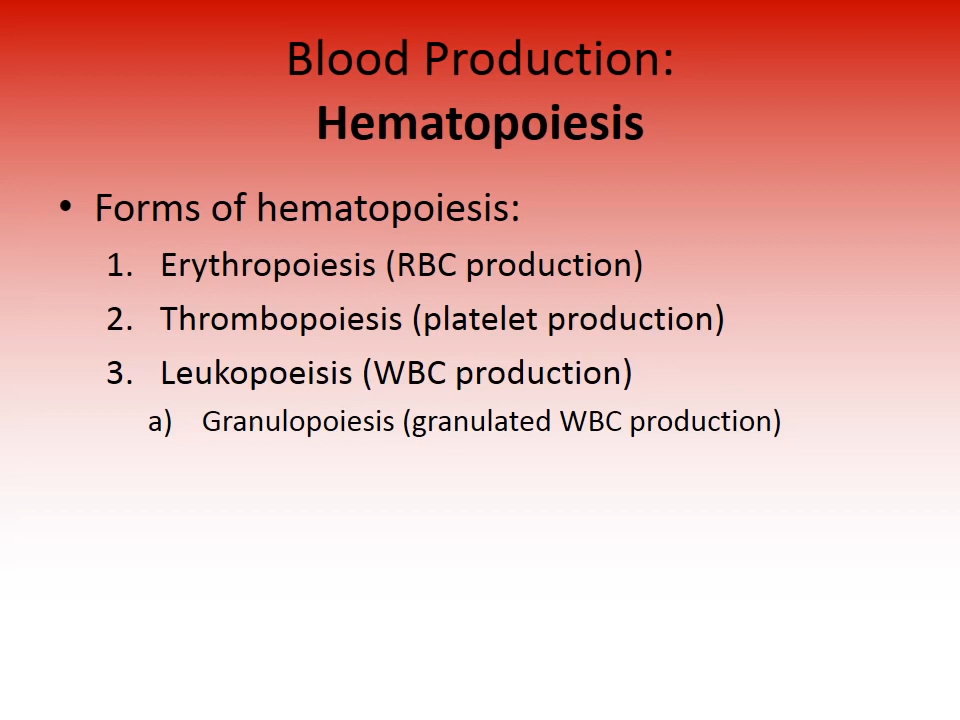 Blood Production:
Hematopoiesis
• Forms of hematopoiesis:
1. Erythropoiesis (RBC production)
2. Thrombopoiesis (platelet production)
3. Leukopoeisis (WBC production)
a) Granulopoiesis (granulated WBC production)